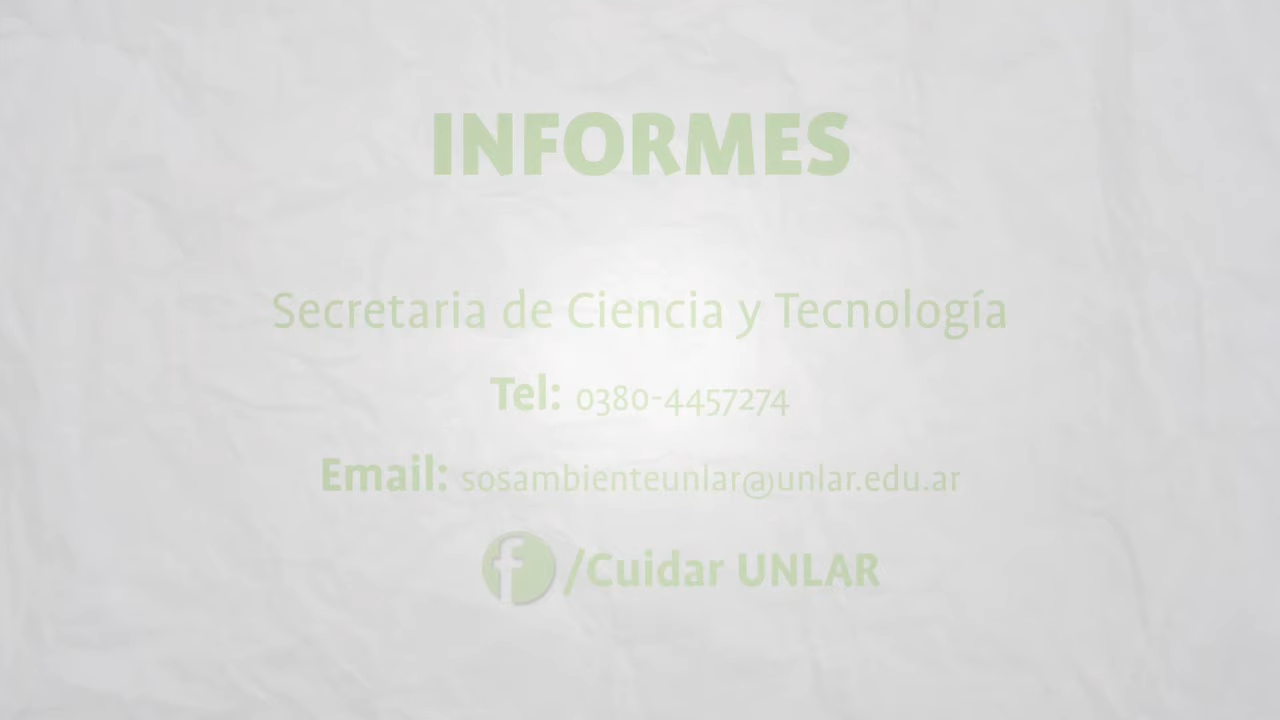 INFORMES
Secretaria de Ciencia y Tecnología
Tel: 0380-4457274
Email: sosambienteunlar@unlar.edu.ar
f /Cuidar UNLAR